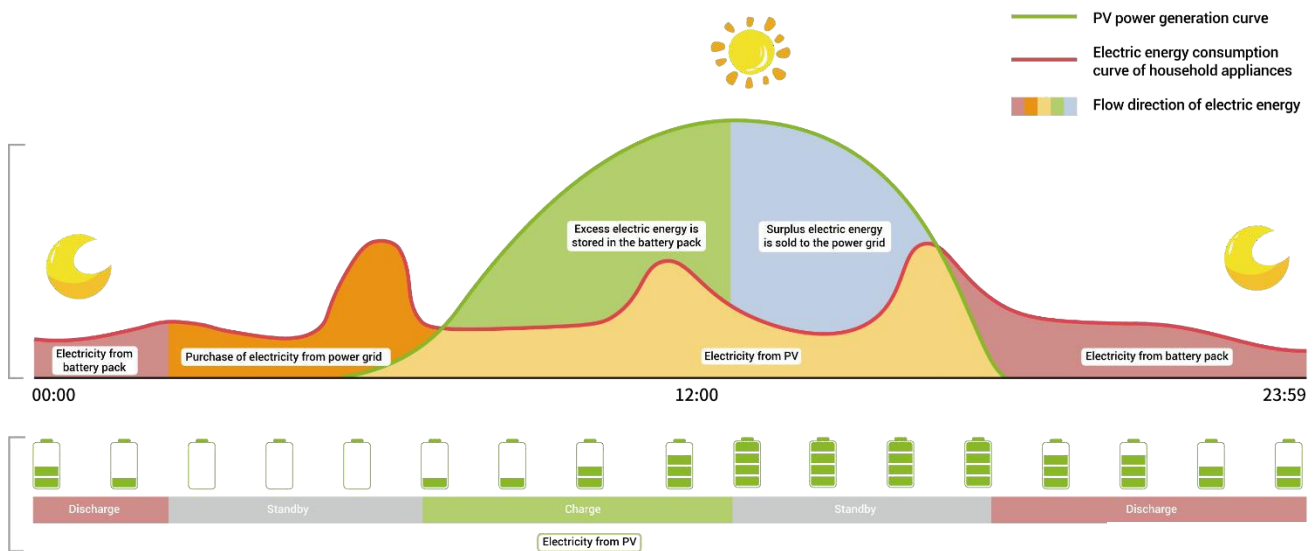 PV power generation curve
Electric energy consumption
curve of household appliances
Flow direction of electric energy
Excess electric energy is
stored in the battery pack
Surplus electric energy
is sold to the power grid
Electricity from
battery pack
Purchase of electricity from power grid
Electricity from PV
Electricity from battery pack
00:00
12:00
23:59
Discharge
Standby
Charge
Standby
Discharge
Electricity from PV